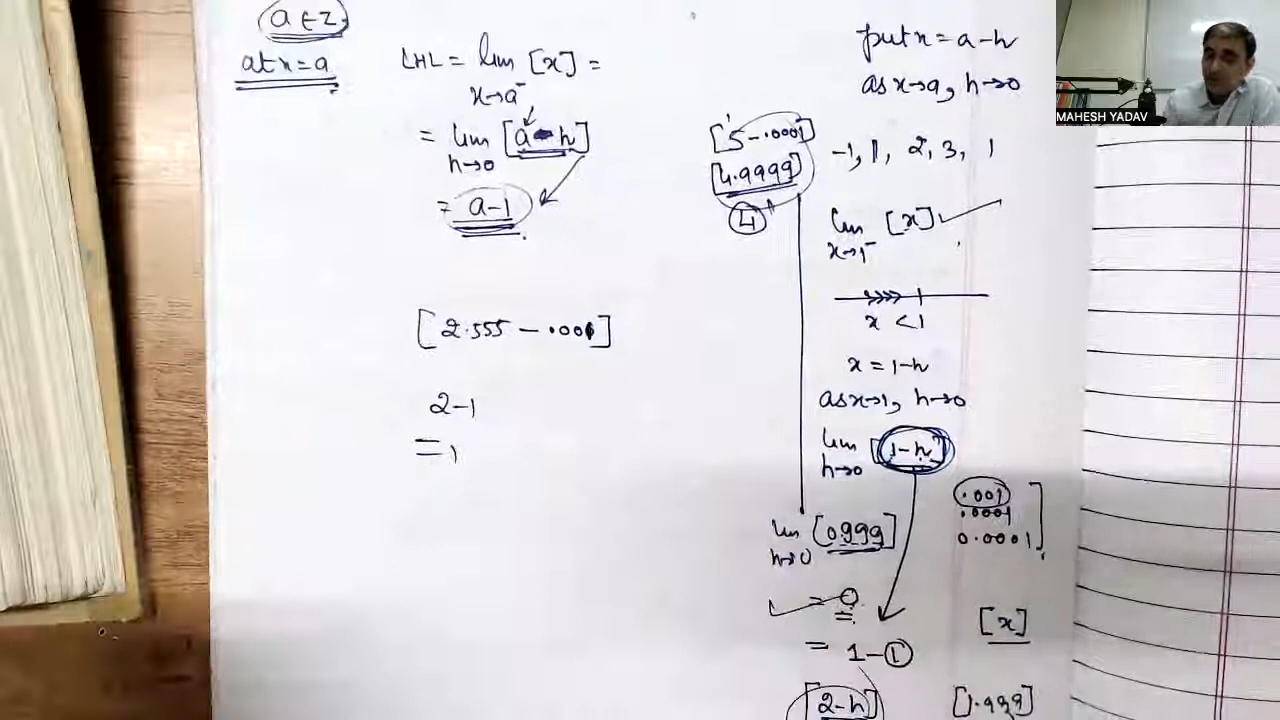 a ∈ Z
at x = a
LHL = lim [x] =
x→a⁻
= lim [a - h]
h→0
= a-1
[2.555 - .001]
2-1
= 1
put x = a-h
as x→a, h→0
[5-.0001]
[4.9999]
4
-1, 1, 2, 3, 1
lim [x]
x→1⁻
x < 1
x = 1-h
as x→1, h→0
lim [1-h]
h→0
.001
.0001
0.0001
lim [0.999]
h→0
= 0
= 1-1
[x]
[2-h]
[1.999]
MAHESH YADAV